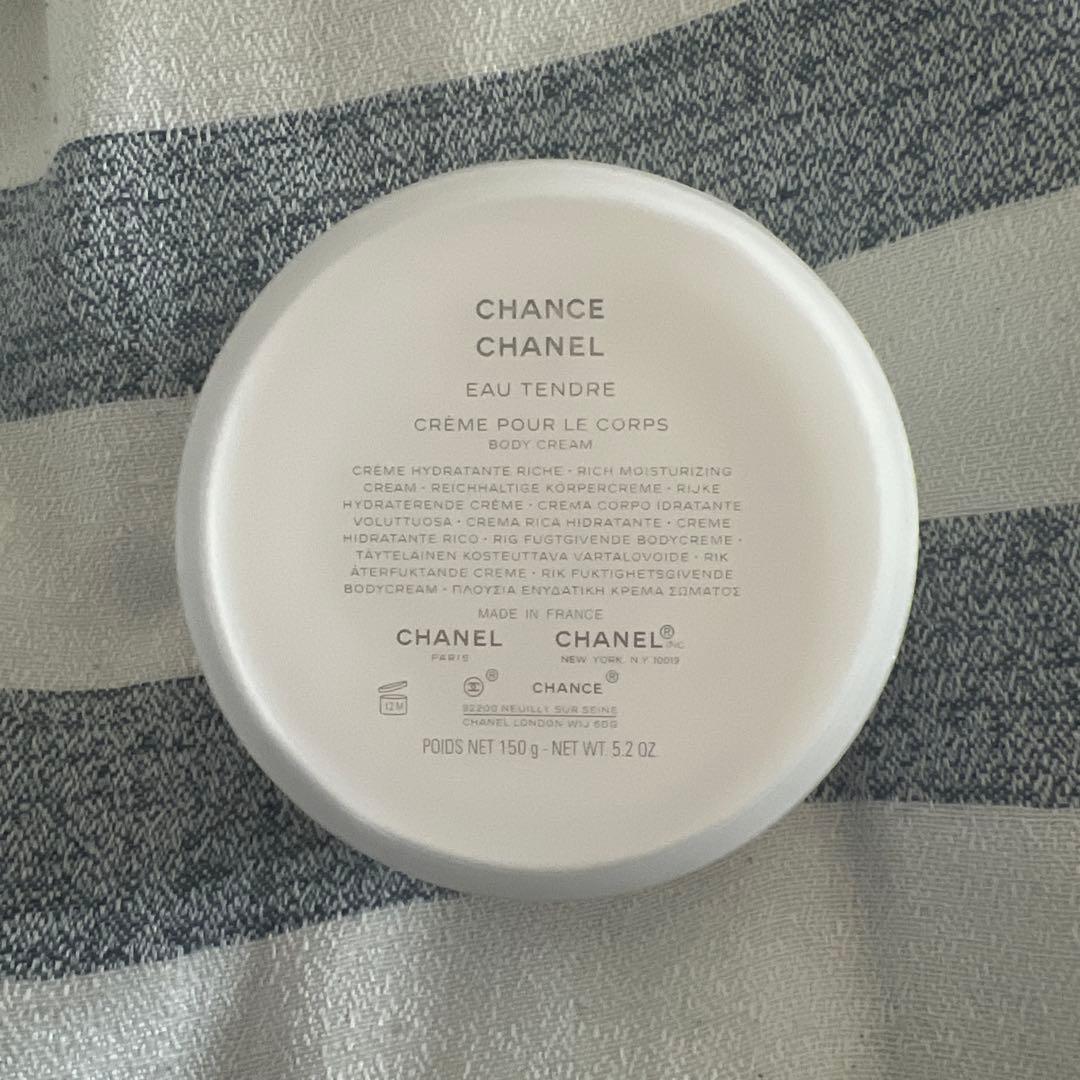 CHANCE
CHANEL
EAU TENDRE
CRÈME POUR LE CORPS
BODY CREAM
CRÈME HYDRATANTE RICHE · RICH MOISTURIZING
CREAM · REICHHALTIGE KÖRPERCREME · RIJKE
HYDRATERENDE CRÈME · CREMA CORPO IDRATANTE
VOLUTTUOSA · CREMA RICA HIDRATANTE · CREME
HIDRATANTE RICO · RIG FUGTGIVENDE BODYCREME ·
TÄYTELÄINEN KOSTEUTTAVA VARTALOVOIDE · RIK
ÅTERFUKTANDE CREME · RIK FUKTIGHETSGIVENDE
BODYCREAM · ΠΛΟΥΣΙΑ ΕΝΥΔΑΤΙΚΗ ΚΡΕΜΑ ΣΩΜΑΤΟΣ
MADE IN FRANCE
CHANEL CHANEL® INC
PARIS NEW YORK. N.Y 10019
12M ® CHANCE®
92200 NEUILLY SUR SEINE
CHANEL LONDON W1J 6DG
POIDS NET 150 g - NET WT. 5.2 OZ.